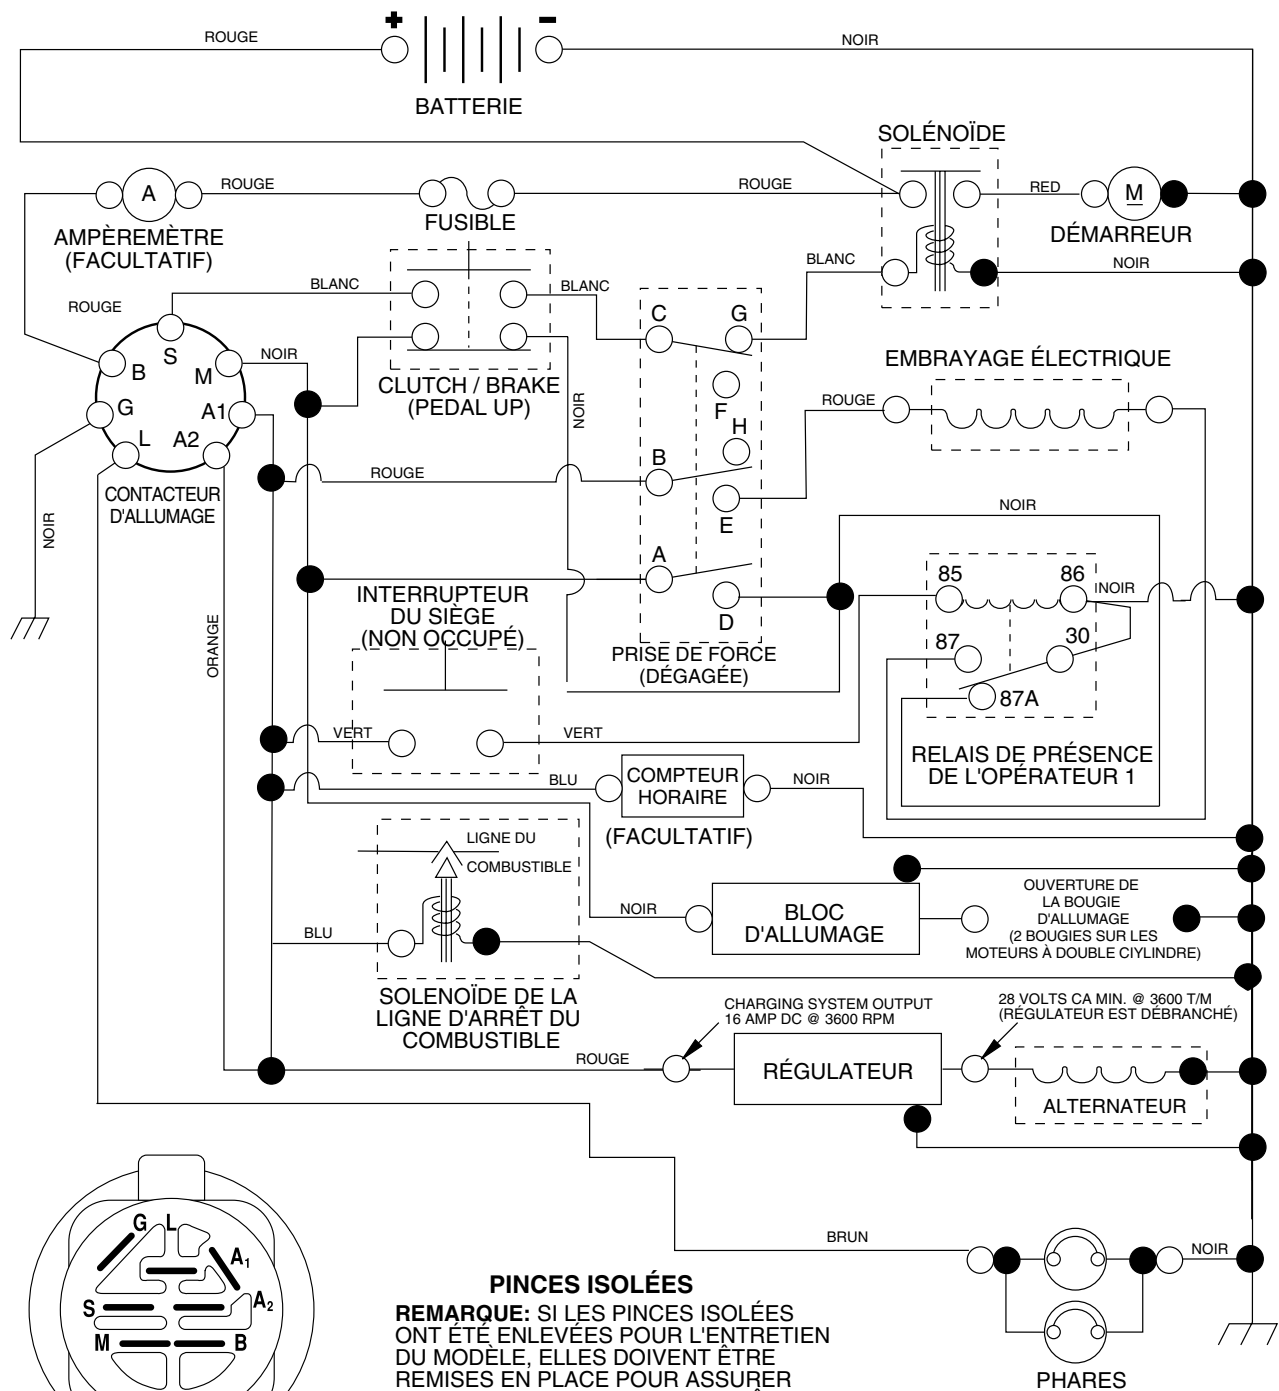 + -
ROUGE
NOIR
BATTERIE
SOLÉNOÏDE
A
ROUGE
ROUGE
RED
M
FUSIBLE
AMPÈREMÈTRE
(FACULTATIF)
DÉMARREUR
BLANC
BLANC
BLANC
NOIR
ROUGE
S
B
M
G
A1
L
A2
NOIR
CONTACTEUR
D'ALLUMAGE
CLUTCH / BRAKE
(PEDAL UP)
NOIR
C
G
F
H
B
E
A
D
EMBRAYAGE ÉLECTRIQUE
ROUGE
ROUGE
NOIR
NOIR
ORANGE
INTERRUPTEUR
DU SIÈGE
(NON OCCUPÉ)
PRISE DE FORCE
(DÉGAGÉE)
85
86
NOIR
87
30
87A
VERT
VERT
RELAIS DE PRÉSENCE
DE L'OPÉRATEUR 1
BLU
COMPTEUR
HORAIRE
NOIR
(FACULTATIF)
LIGNE DU
COMBUSTIBLE
BLU
NOIR
BLOC
D'ALLUMAGE
OUVERTURE DE
LA BOUGIE
D'ALLUMAGE
(2 BOUGIES SUR LES
MOTEURS À DOUBLE CIYLINDRE)
SOLENOÏDE DE LA
LIGNE D'ARRÊT DU
COMBUSTIBLE
CHARGING SYSTEM OUTPUT
16 AMP DC @ 3600 RPM
28 VOLTS CA MIN. @ 3600 T/M
(RÉGULATEUR EST DÉBRANCHÉ)
ROUGE
RÉGULATEUR
ALTERNATEUR
BRUN
NOIR
PHARES
G L
A1
S
A2
M
B
PINCES ISOLÉES
REMARQUE: SI LES PINCES ISOLÉES
ONT ÉTÉ ENLEVÉES POUR L'ENTRETIEN
DU MODÈLE, ELLES DOIVENT ÊTRE
REMISES EN PLACE POUR ASSURER